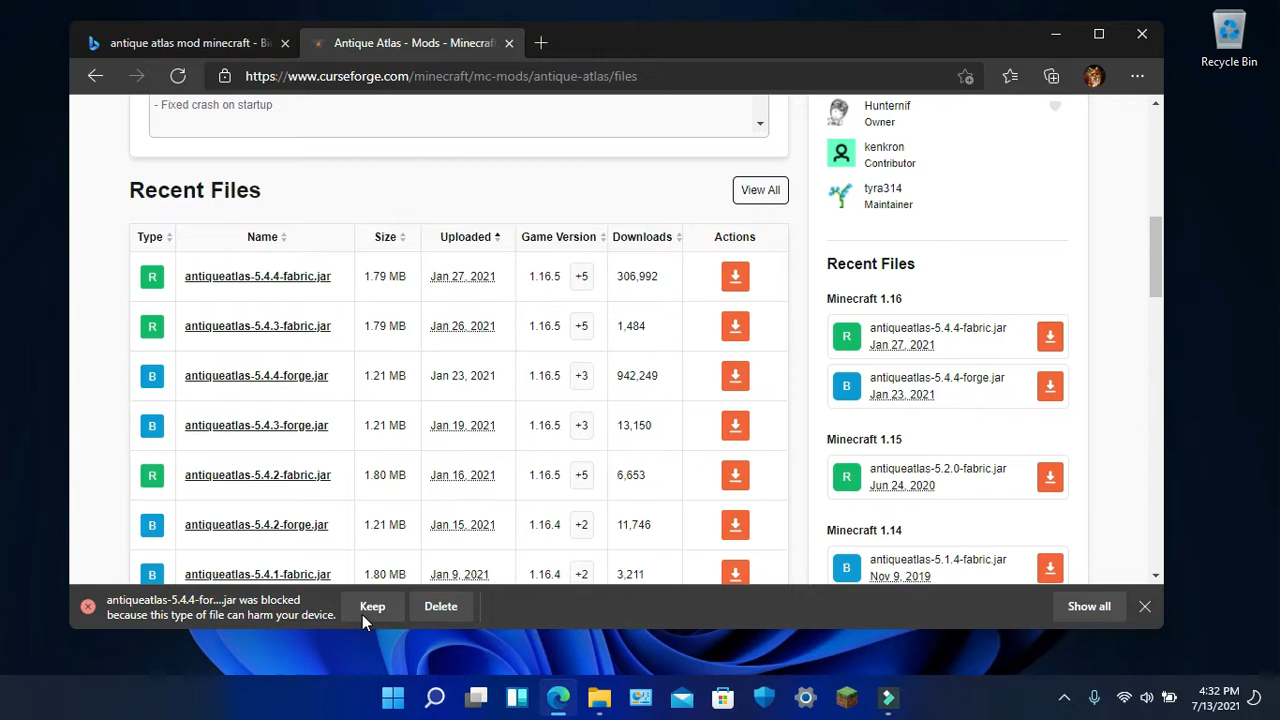 Recycle Bin
antique atlas mod minecraft - Bi
Antique Atlas - Mods - Minecraf
https://www.curseforge.com/minecraft/mc-mods/antique-atlas/files
- Fixed crash on startup
Recent Files
View All
Type Name Size Uploaded Game Version Downloads Actions
R antiqueatlas-5.4.4-fabric.jar 1.79 MB Jan 27, 2021 1.16.5 +5 306,992
R antiqueatlas-5.4.3-fabric.jar 1.79 MB Jan 26, 2021 1.16.5 +5 1,484
B antiqueatlas-5.4.4-forge.jar 1.21 MB Jan 23, 2021 1.16.5 +3 942,249
B antiqueatlas-5.4.3-forge.jar 1.21 MB Jan 19, 2021 1.16.5 +3 13,150
R antiqueatlas-5.4.2-fabric.jar 1.80 MB Jan 16, 2021 1.16.5 +5 6,653
B antiqueatlas-5.4.2-forge.jar 1.21 MB Jan 15, 2021 1.16.4 +2 11,746
B antiqueatlas-5.4.1-fabric.jar 1.80 MB Jan 9, 2021 1.16.4 +2 3,211
Hunternif
Owner
kenkron
Contributor
tyra314
Maintainer
Recent Files
Minecraft 1.16
R antiqueatlas-5.4.4-fabric.jar
Jan 27, 2021
B antiqueatlas-5.4.4-forge.jar
Jan 23, 2021
Minecraft 1.15
R antiqueatlas-5.2.0-fabric.jar
Jun 24, 2020
Minecraft 1.14
B antiqueatlas-5.1.4-fabric.jar
Nov 9, 2019
antiqueatlas-5.4.4-for....jar was blocked
because this type of file can harm your device.
Keep
Delete
Show all
4:32 PM
7/13/2021